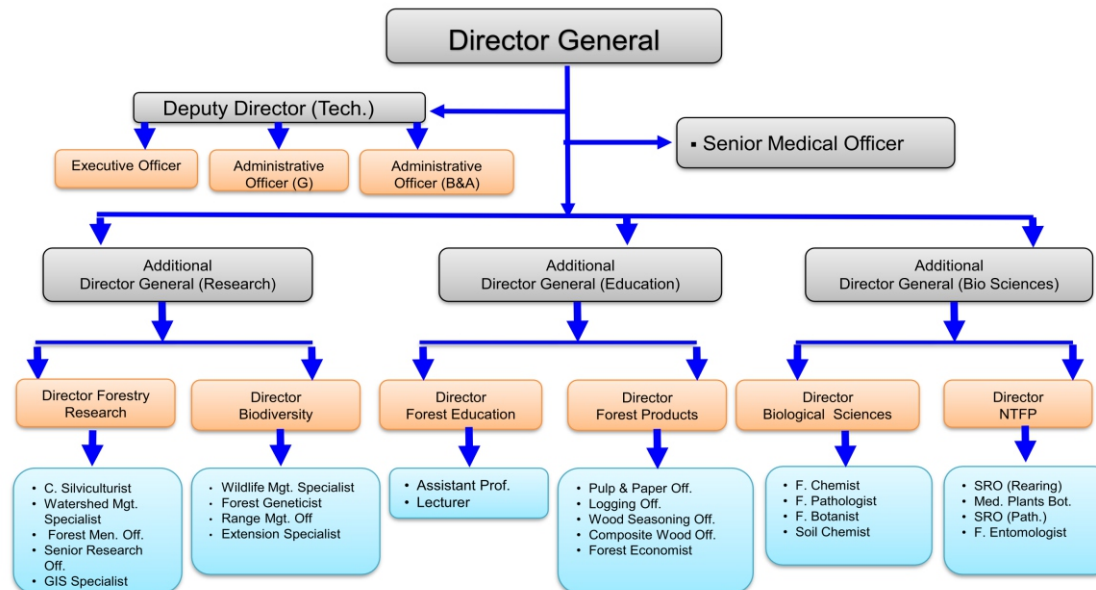 Director General
Deputy Director (Tech.)
▪ Senior Medical Officer
Executive Officer
Administrative
Officer (G)
Administrative
Officer (B&A)
Additional
Director General (Research)
Additional
Director General (Education)
Additional
Director General (Bio Sciences)
Director Forestry
Research
Director
Biodiversity
Director
Forest Education
Director
Forest Products
Director
Biological Sciences
Director
NTFP
• C. Silviculturist
• Watershed Mgt.
Specialist
• Forest Men. Off.
• Senior Research
Off.
• GIS Specialist
• Wildlife Mgt. Specialist
• Forest Geneticist
• Range Mgt. Off
• Extension Specialist
• Assistant Prof.
• Lecturer
• Pulp & Paper Off.
• Logging Off.
• Wood Seasoning Off.
• Composite Wood Off.
• Forest Economist
• F. Chemist
• F. Pathologist
• F. Botanist
• Soil Chemist
• SRO (Rearing)
• Med. Plants Bot.
• SRO (Path.)
• F. Entomologist